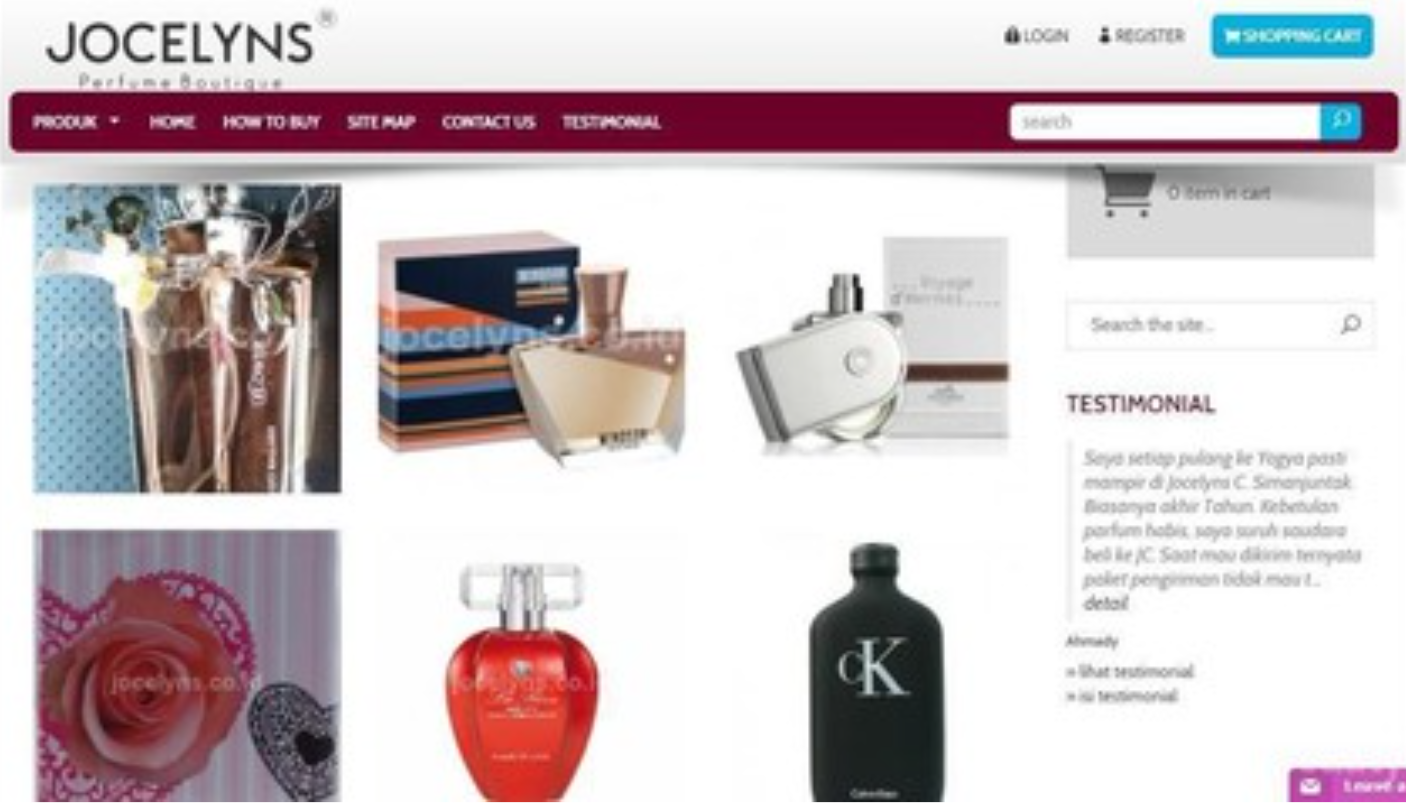 JOCELYNS®
Perfume Boutique
LOGIN
REGISTER
SHOPPING CART
PRODUK
HOME
HOW TO BUY
SITE MAP
CONTACT US
TESTIMONIAL
search
0 item in cart
jocelyns.co.id
jocelyns.co.id
Voyage
d'Hermès
Search the site...
TESTIMONIAL
Saya setiap pulang ke Yogya pasti
mampir di Jocelyns C. Simanjuntak.
Biasanya akhir Tahun. Kebetulan
parfum habis, saya suruh saudara
beli ke JC. Saat mau dikirim ternyata
paket pengiriman tidak mau t...
detail
Ahmady
» lihat testimonial
» isi testimonial
jocelyns.co.id
jocelyns.co.id
cK
Calvin Klein
Leave a